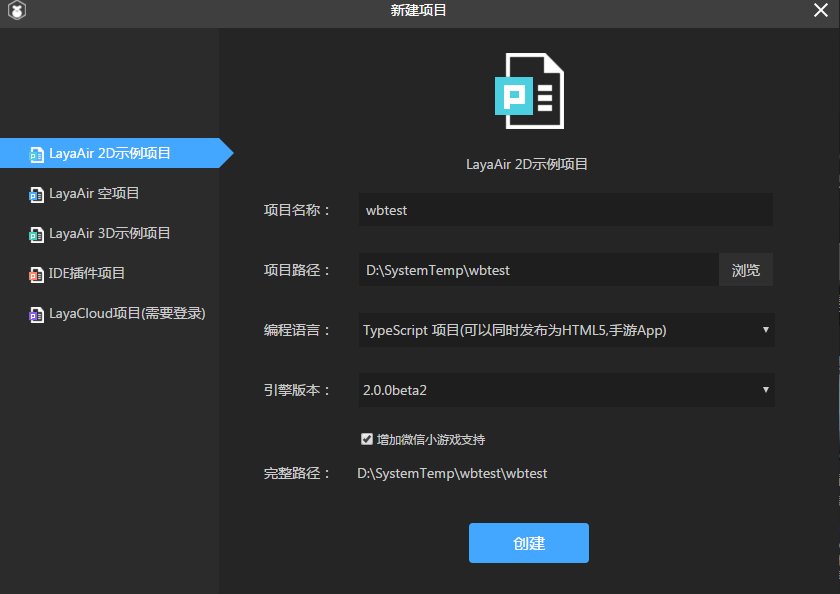 新建项目
LayaAir 2D示例项目
LayaAir 空项目
LayaAir 3D示例项目
IDE插件项目
LayaCloud项目(需要登录)
LayaAir 2D示例项目
项目名称： wbtest
项目路径： D:\SystemTemp\wbtest 浏览
编程语言： TypeScript 项目(可以同时发布为HTML5,手游App)
引擎版本： 2.0.0beta2
增加微信小游戏支持
完整路径： D:\SystemTemp\wbtest\wbtest
创建